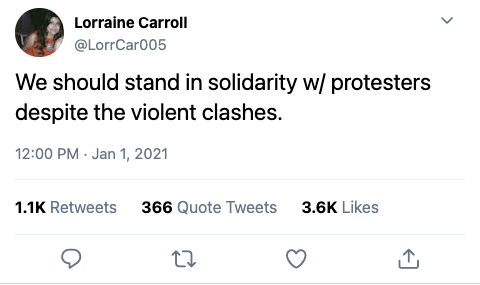 Lorraine Carroll
@LorrCar005
We should stand in solidarity w/ protesters
despite the violent clashes.
12:00 PM · Jan 1, 2021
1.1K Retweets 366 Quote Tweets 3.6K Likes